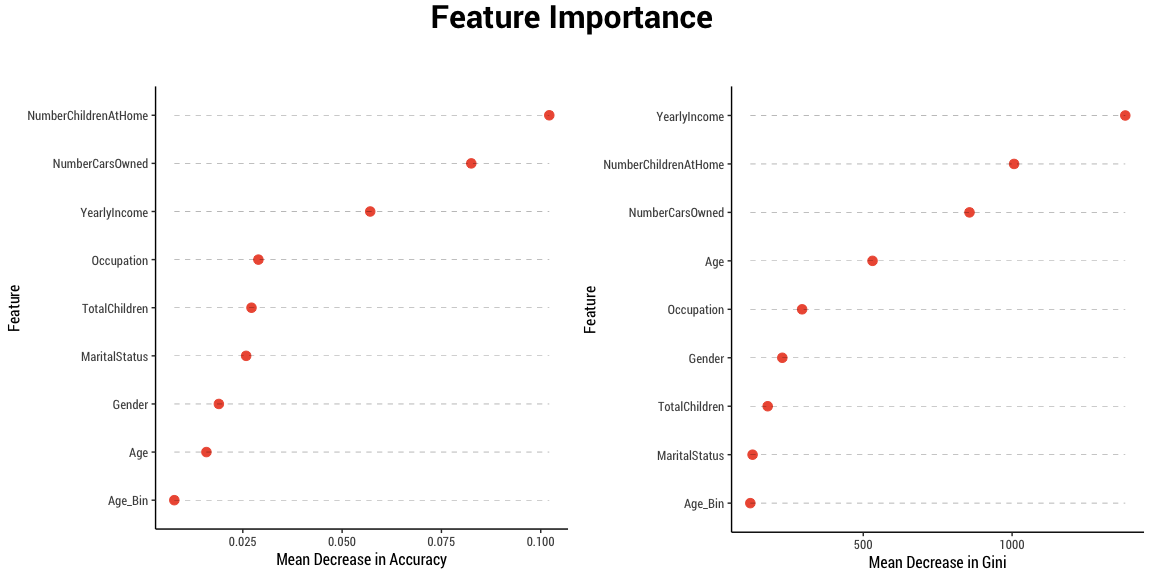 Feature Importance
Feature
NumberChildrenAtHome
NumberCarsOwned
YearlyIncome
Occupation
TotalChildren
MaritalStatus
Gender
Age
Age_Bin
0.025 0.050 0.075 0.100
Mean Decrease in Accuracy
Feature
YearlyIncome
NumberChildrenAtHome
NumberCarsOwned
Age
Occupation
Gender
TotalChildren
MaritalStatus
Age_Bin
500 1000
Mean Decrease in Gini